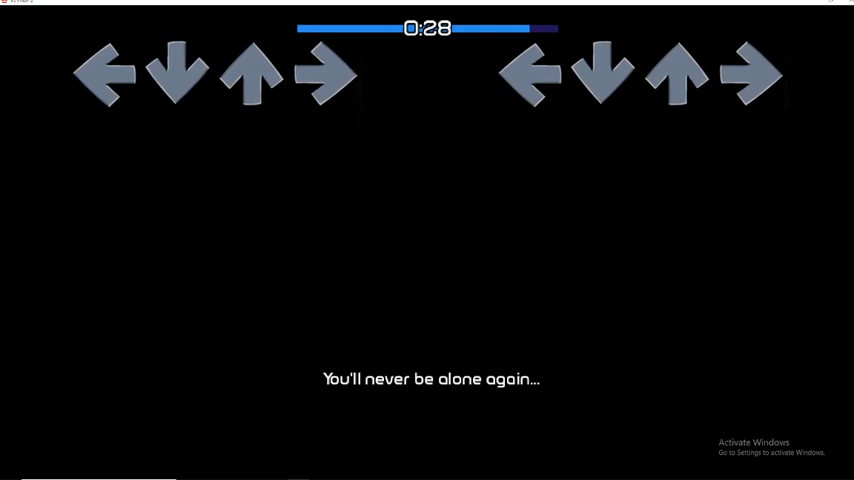 0:28
You'll never be alone again...
Activate Windows
Go to Settings to activate Windows.